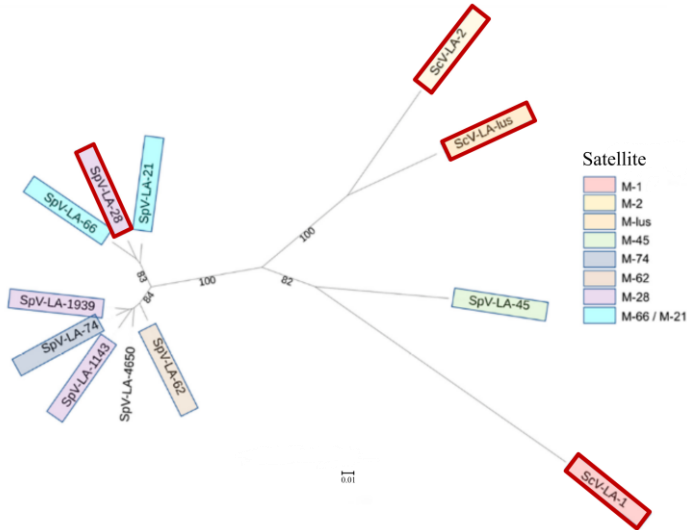 ScV-LA-2
ScV-LA-lus
SpV-LA-21
SpV-LA-28
SpV-LA-66
Satellite
M-1
M-2
M-lus
M-45
M-74
M-62
M-28
M-66 / M-21
100
83
100
82
84
SpV-LA-1939
SpV-LA-45
SpV-LA-74
SpV-LA-1143
SpV-LA-4650
SpV-LA-62
0.01
ScV-LA-1